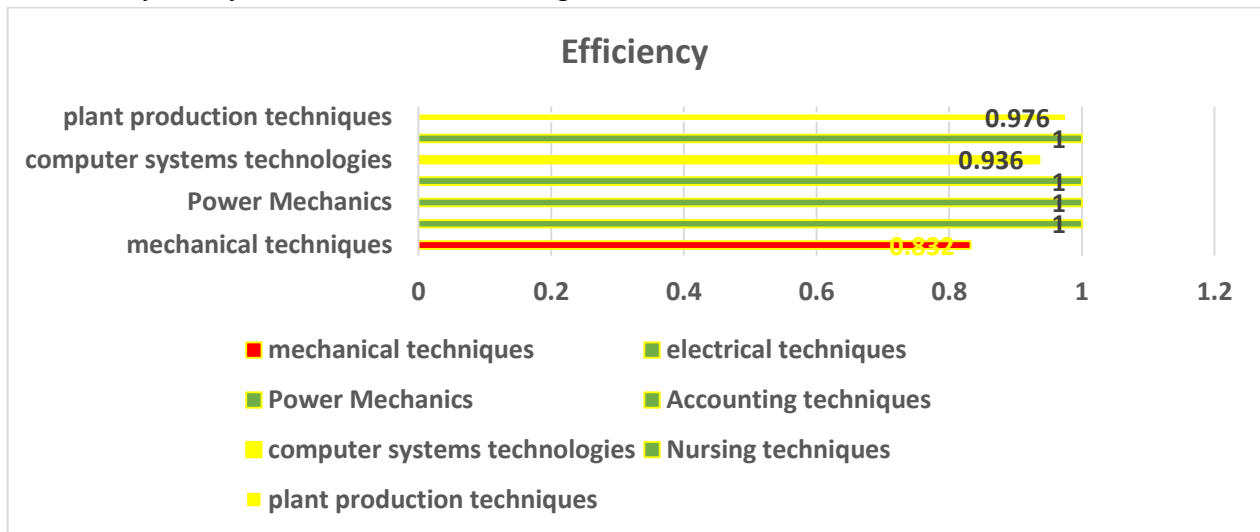 Efficiency
plant production techniques
0.976
1
computer systems technologies
0.936
1
Power Mechanics
1
1
mechanical techniques
0.832
0 0.2 0.4 0.6 0.8 1 1.2
mechanical techniques electrical techniques
Power Mechanics Accounting techniques
computer systems technologies Nursing techniques
plant production techniques